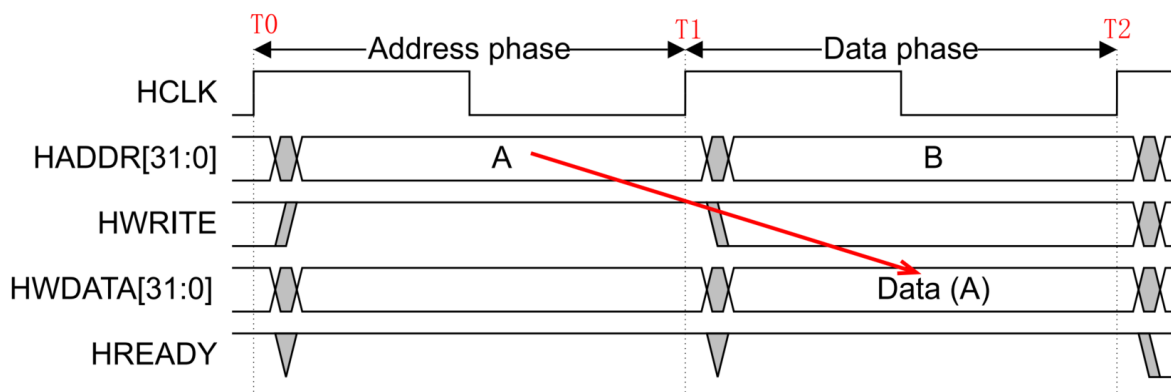 T0 T1 T2
Address phase Data phase
HCLK
HADDR[31:0] A B
HWRITE
HWDATA[31:0] Data (A)
HREADY